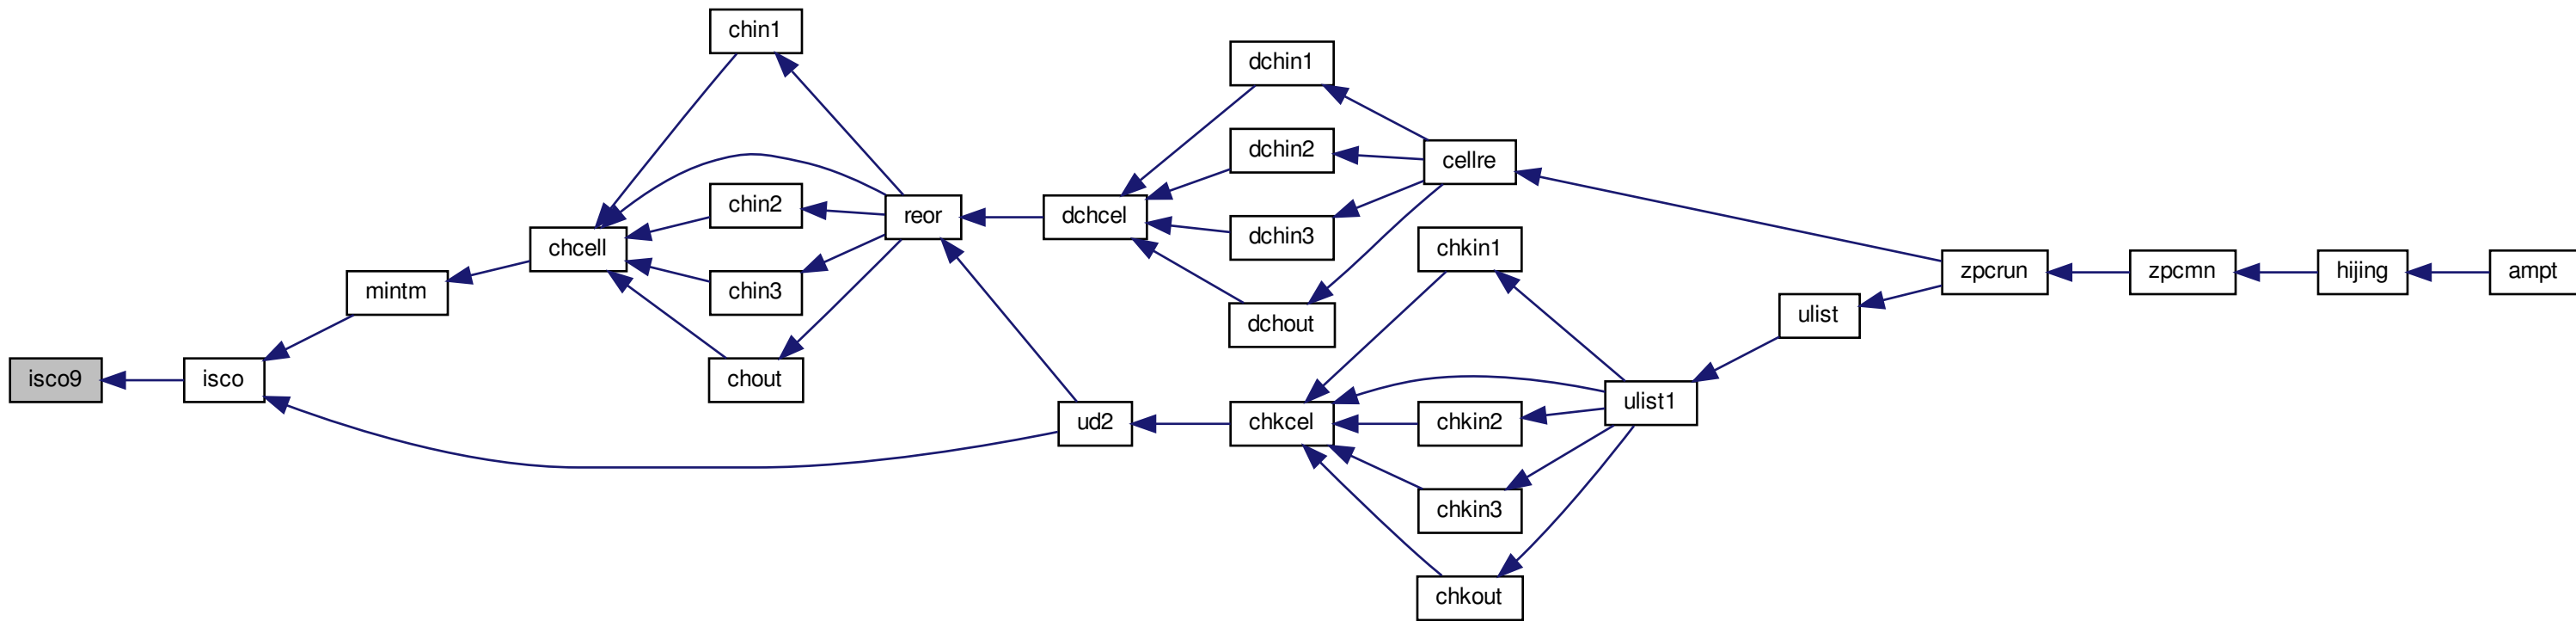 isco9
isco
mintm
chcell
chin1
chin2
chin3
chout
reor
dchcel
ud2
dchin1
dchin2
dchin3
dchout
chkcel
cellre
chkin1
chkin2
chkin3
chkout
ulist1
ulist
zpcrun
zpcmn
hijing
ampt